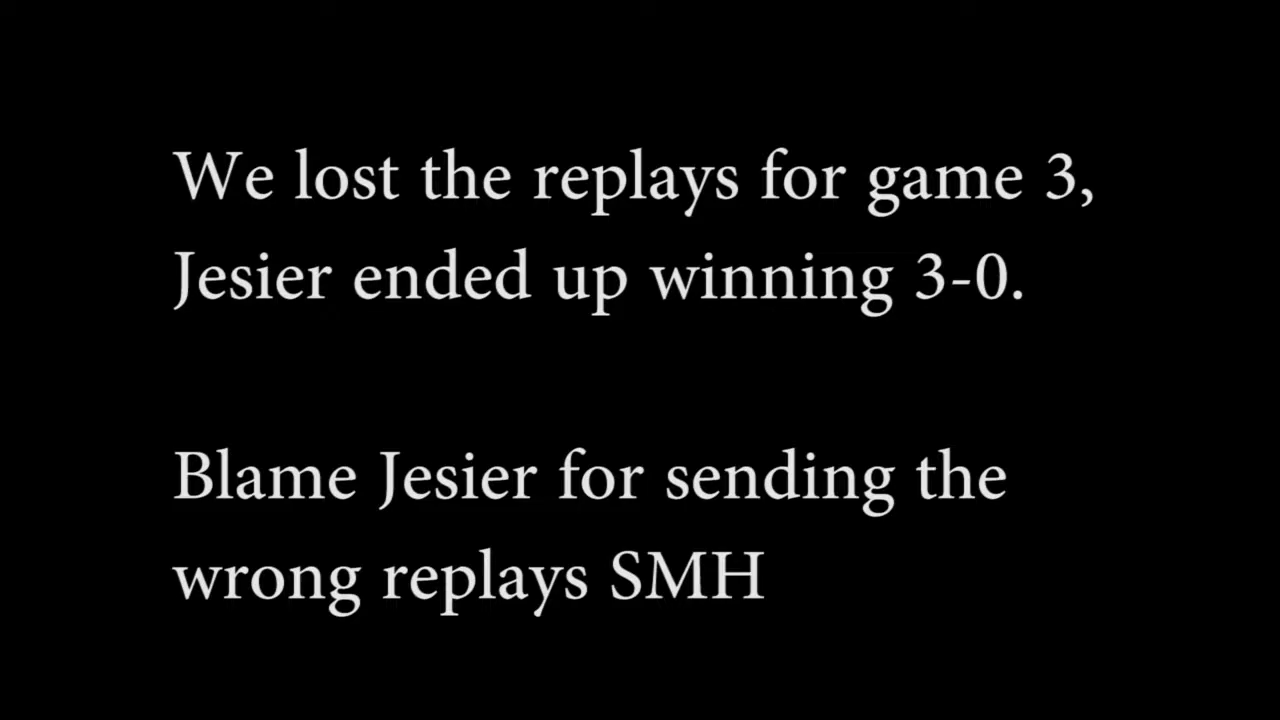 We lost the replays for game 3,
Jesier ended up winning 3-0.
Blame Jesier for sending the
wrong replays SMH